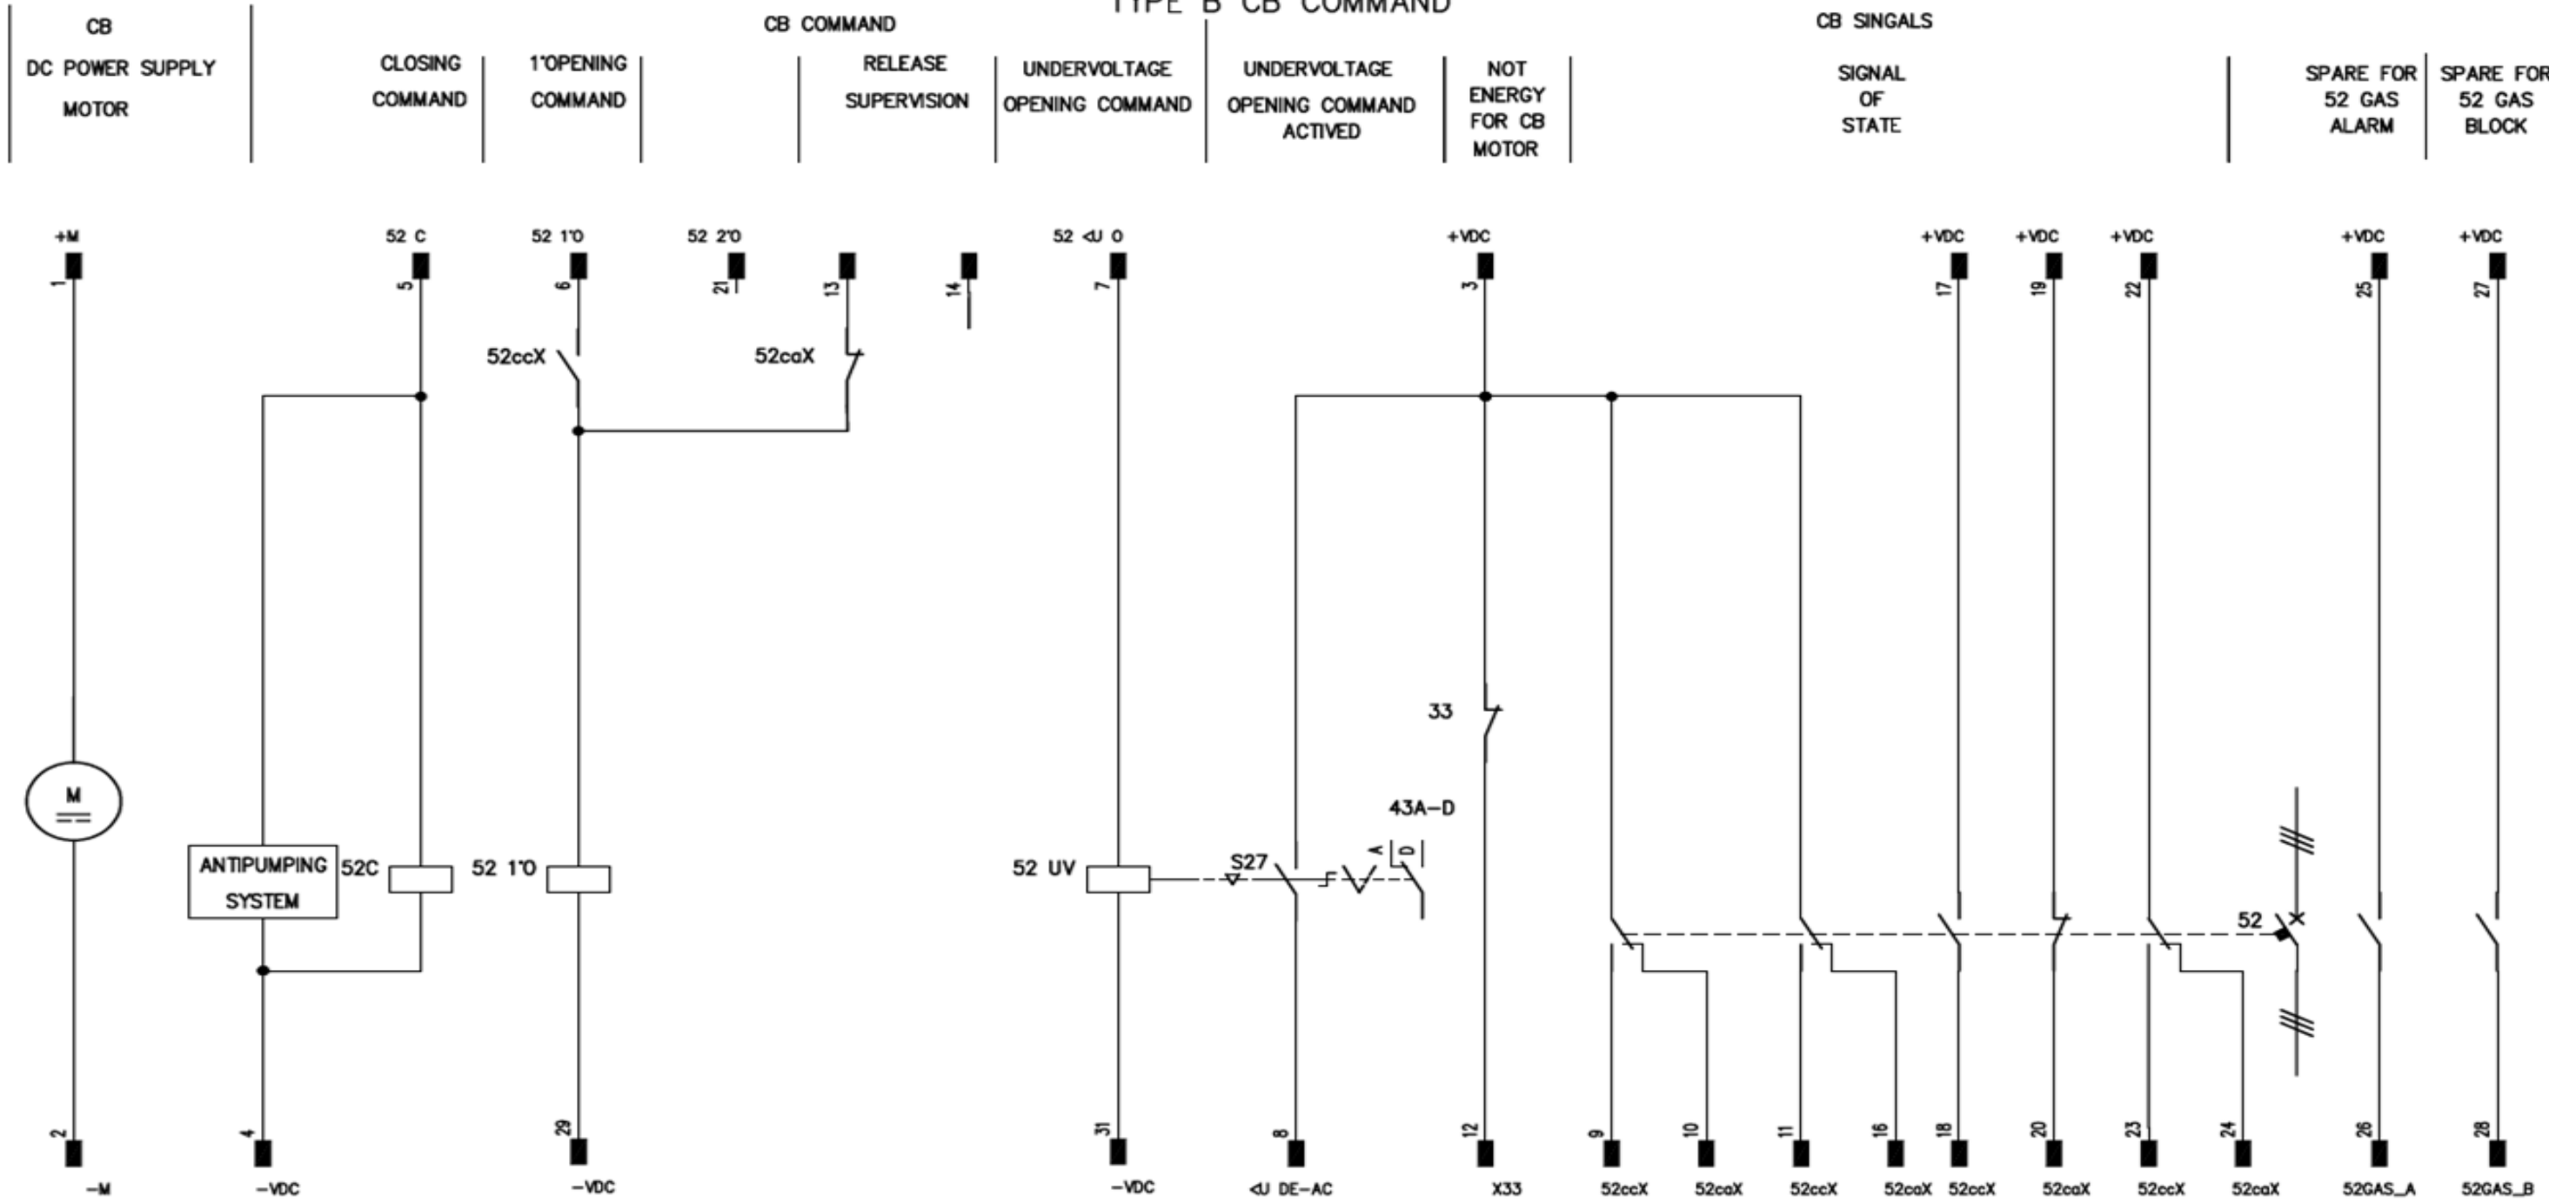 TYPE B CB COMMAND
CB
DC POWER SUPPLY
MOTOR
CB COMMAND
CLOSING
COMMAND
1°OPENING
COMMAND
RELEASE
SUPERVISION
UNDERVOLTAGE
OPENING COMMAND
UNDERVOLTAGE
OPENING COMMAND
ACTIVED
NOT
ENERGY
FOR CB
MOTOR
CB SINGALS
SIGNAL
OF
STATE
SPARE FOR
52 GAS
ALARM
SPARE FOR
52 GAS
BLOCK
+M
52 C
52 1°O
52 2°O
52 <U O
+VDC
+VDC
+VDC
+VDC
+VDC
+VDC
1
5
6
21
13
14
7
3
17
19
22
25
27
52ccX
52caX
33
43A-D
M
ANTIPUMPING
SYSTEM
52C
52 1°O
52 UV
S27
A
D
52
2
4
29
31
8
12
9
10
11
16
18
20
23
24
26
28
-M
-VDC
-VDC
-VDC
<U DE-AC
X33
52ccX
52caX
52ccX
52caX
52ccX
52caX
52ccX
52caX
52GAS_A
52GAS_B